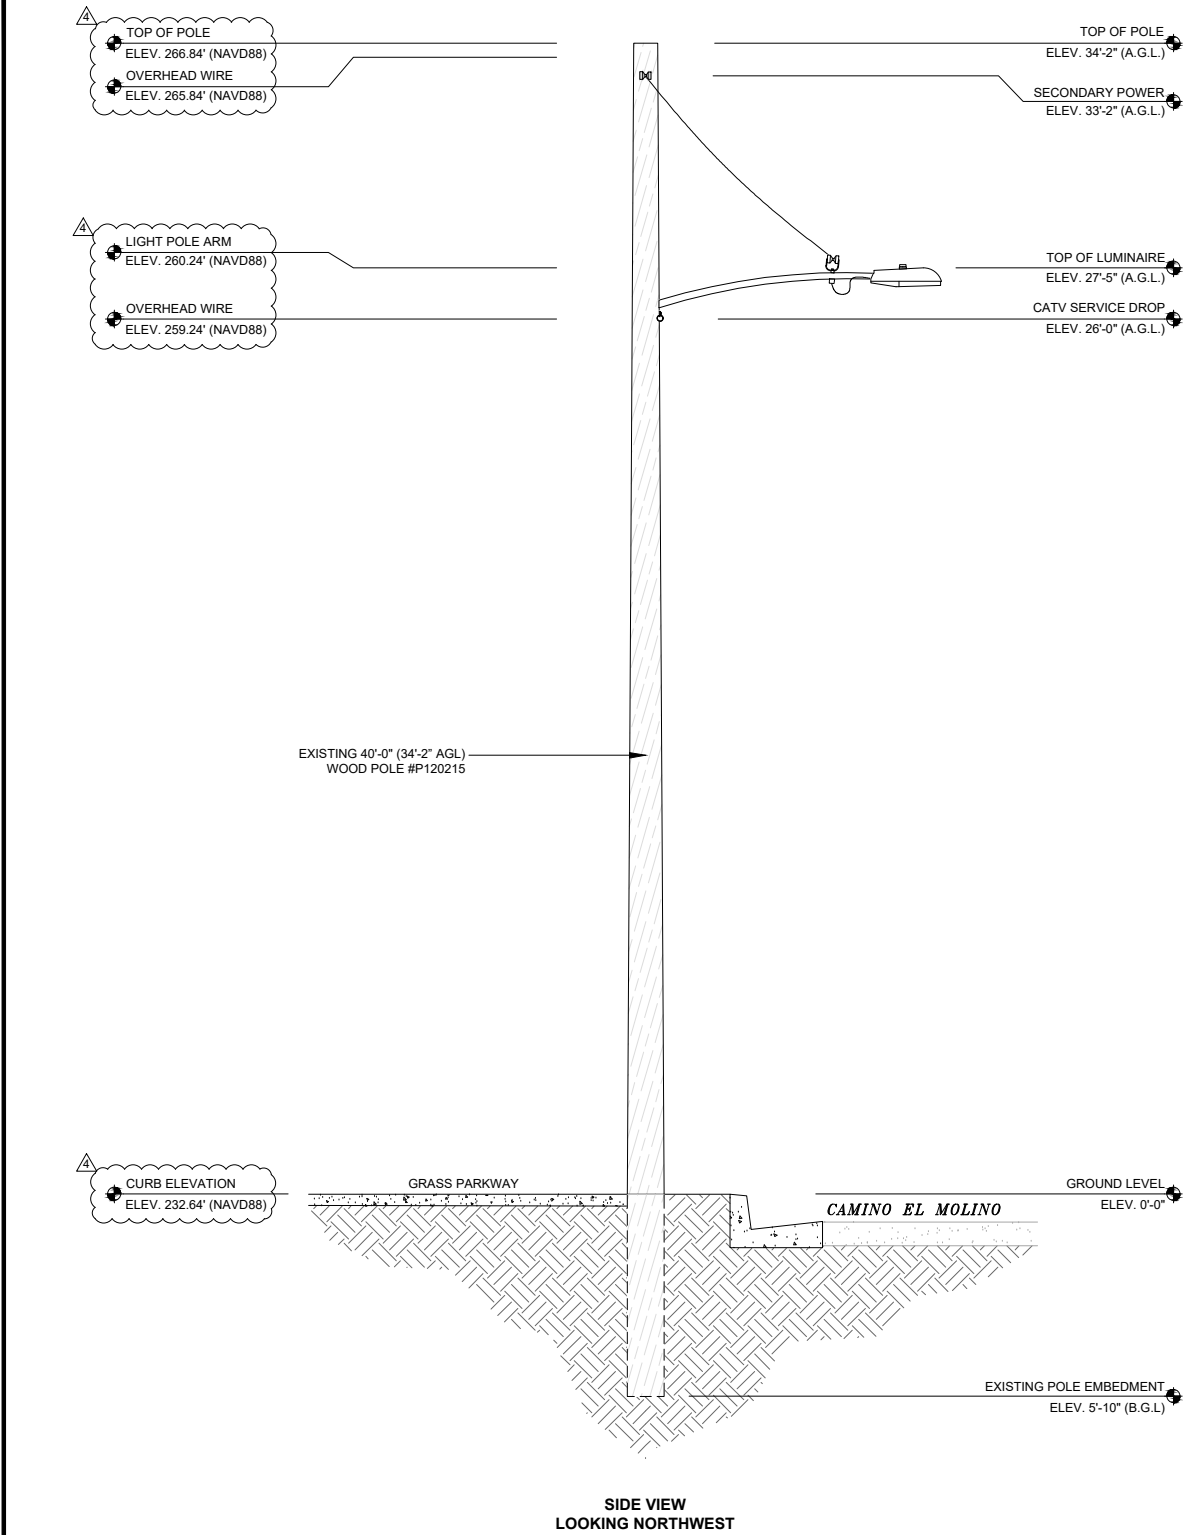 4
TOP OF POLE
ELEV. 266.84' (NAVD88)
OVERHEAD WIRE
ELEV. 265.84' (NAVD88)
TOP OF POLE
ELEV. 34'-2" (A.G.L.)
SECONDARY POWER
ELEV. 33'-2" (A.G.L.)
4
LIGHT POLE ARM
ELEV. 260.24' (NAVD88)
OVERHEAD WIRE
ELEV. 259.24' (NAVD88)
TOP OF LUMINAIRE
ELEV. 27'-5" (A.G.L.)
CATV SERVICE DROP
ELEV. 26'-0" (A.G.L.)
EXISTING 40'-0" (34'-2" AGL)
WOOD POLE #P120215
4
CURB ELEVATION
ELEV. 232.64' (NAVD88)
GRASS PARKWAY
CAMINO EL MOLINO
GROUND LEVEL
ELEV. 0'-0"
EXISTING POLE EMBEDMENT
ELEV. 5'-10" (B.G.L)
SIDE VIEW
LOOKING NORTHWEST